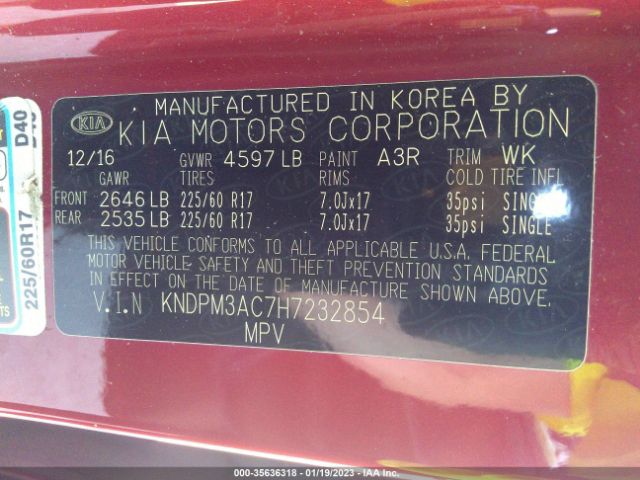 MANUFACTURED IN KOREA BY
KIA KIA MOTORS CORPORATION
12/16 GVWR 4597 LB PAINT A3R TRIM WK
GAWR TIRES RIMS COLD TIRE INFL
FRONT 2646 LB 225/60 R17 7.0Jx17 35psi SINGLE
REAR 2535 LB 225/60 R17 7.0Jx17 35psi SINGLE
THIS VEHICLE CONFORMS TO ALL APPLICABLE U.S.A. FEDERAL
MOTOR VEHICLE SAFETY AND THEFT PREVENTION STANDARDS
IN EFFECT ON THE DATE OF MANUFACTURE SHOWN ABOVE.
V.I.N KNDPM3AC7H7232854
MPV
225/60R17
D40
000-35636318 - 01/19/2023 - IAA Inc.